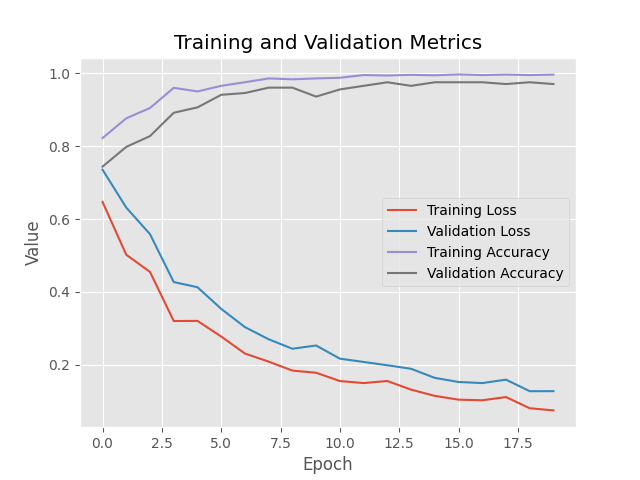 Training and Validation Metrics
1.0
0.8
0.6
0.4
0.2
Value
Training Loss
Validation Loss
Training Accuracy
Validation Accuracy
0.0 2.5 5.0 7.5 10.0 12.5 15.0 17.5
Epoch